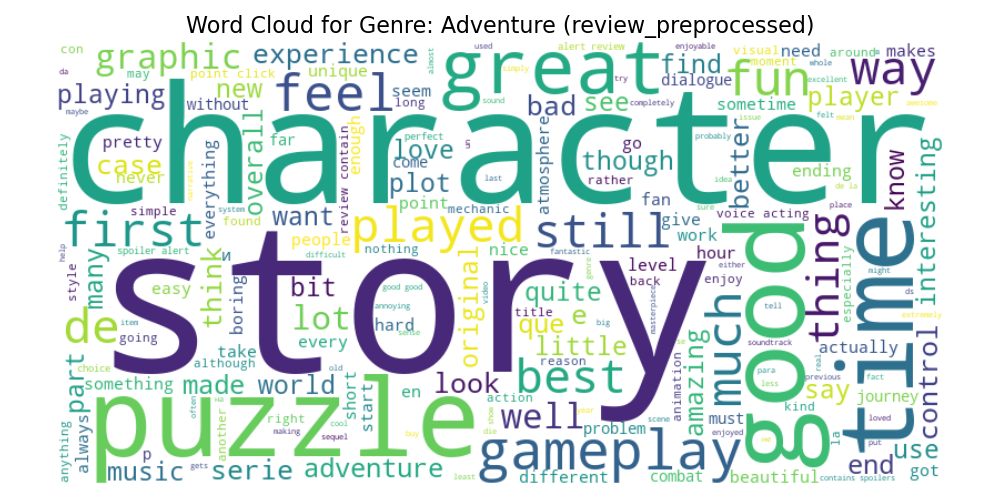 Word Cloud for Genre: Adventure (review_preprocessed)
con
graphic
experience
great
alert review
used
enjoyable
visual
need
around
makes
may
point click
unique
almost
simply
find
moment
fun
whole
way
da
playing
new
feel
seem
try
dialogue
excellent
maybe
without
long
sound
completely
bad
see
sometime
player
felt
mean
awesome
character
definitely
pretty
case
never
far
enough
perfect
love
come
go
though
issue
probably
ending
overall
everything
review contain
plot
last
rather
thing
idea
de la
know
simple
narrative
system
found
want
point
mechanic
atmosphere
fan
give
sure
better
place
voice acting
first
played
still
work
interesting
people
style
help
spoiler alert
difficult
nothing
nice
fantastic
genre
level
hour
either
especially
might
many
easy
think
и
boring
bit
good good
original
video
quite
back
enjoy
good
time
ds
extremely
story
de
item
going
lot
annoying
hard
sense
title
que
e
big
masterpiece
tell
soundtrack
actually
every
little
much
amazing
real
previous
fact
choice
although
take
old
reason
para
less
part
something
made
world
short
look
best
animation
say
journey
loved
control
kind
often
start
en
action
well
must
puzzle
another
right
cool
year
scene
problem
enjoyed
put
la
use
always
anything
making
sequel
show
die
gameplay
p
music
gets
serie
adventure
buy
least
different
combat
beautiful
contains spoilers
end
got